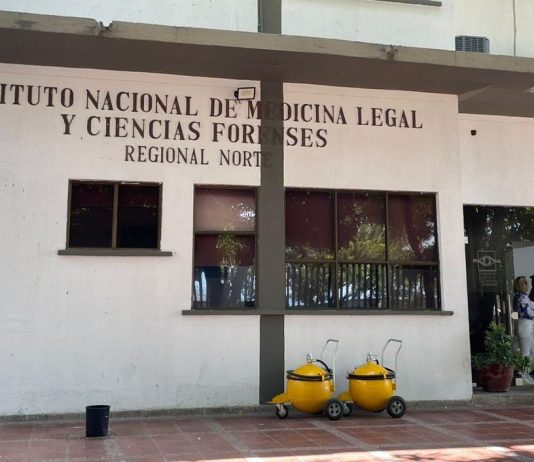 ITUTO NACIONAL DE MEDICINA LEGAL
Y CIENCIAS FORENSES
REGIONAL NORTE